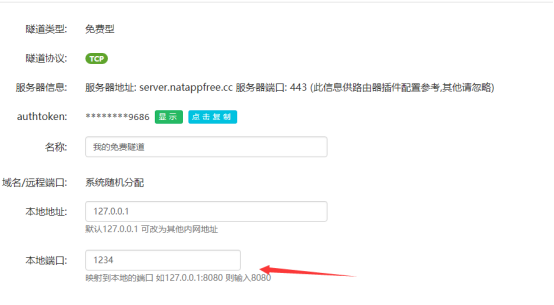 隧道类型: 免费型
隧道协议: TCP
服务器信息: 服务器地址: server.natappfree.cc 服务器端口: 443 (此信息供路由器插件配置参考,其他请忽略)
authtoken: ********9686 显示 点击复制
名称: 我的免费隧道
域名/远程端口: 系统随机分配
本地地址: 127.0.0.1
默认127.0.0.1 可改为其他内网地址
本地端口: 1234
映射到本地的端口 如127.0.0.1:8080 则输入8080